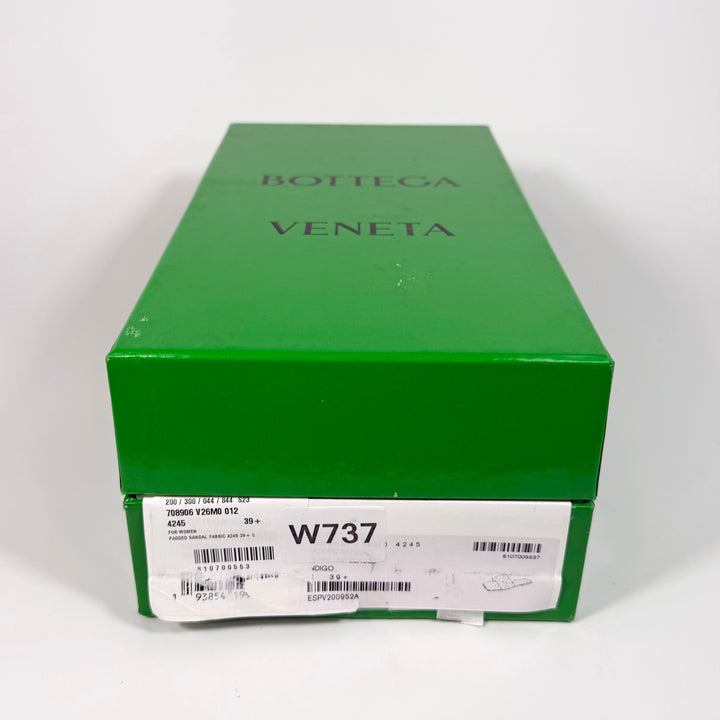 BOTTEGA
VENETA
200 / 300 / 044 / 844 S23
708906 V26M0 012
4245 39+
FOR WOMEN
PADDED SANDAL FABRIC 4245 39+
W737
4245
610700553
NDIGO
39+
ESPV200952A